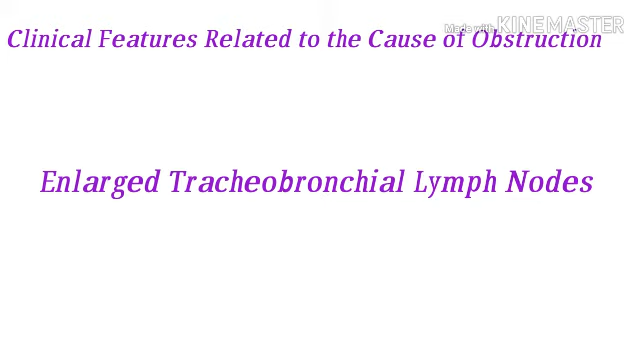 Made with KINEMASTER
Clinical Features Related to the Cause of Obstruction
Enlarged Tracheobronchial Lymph Nodes